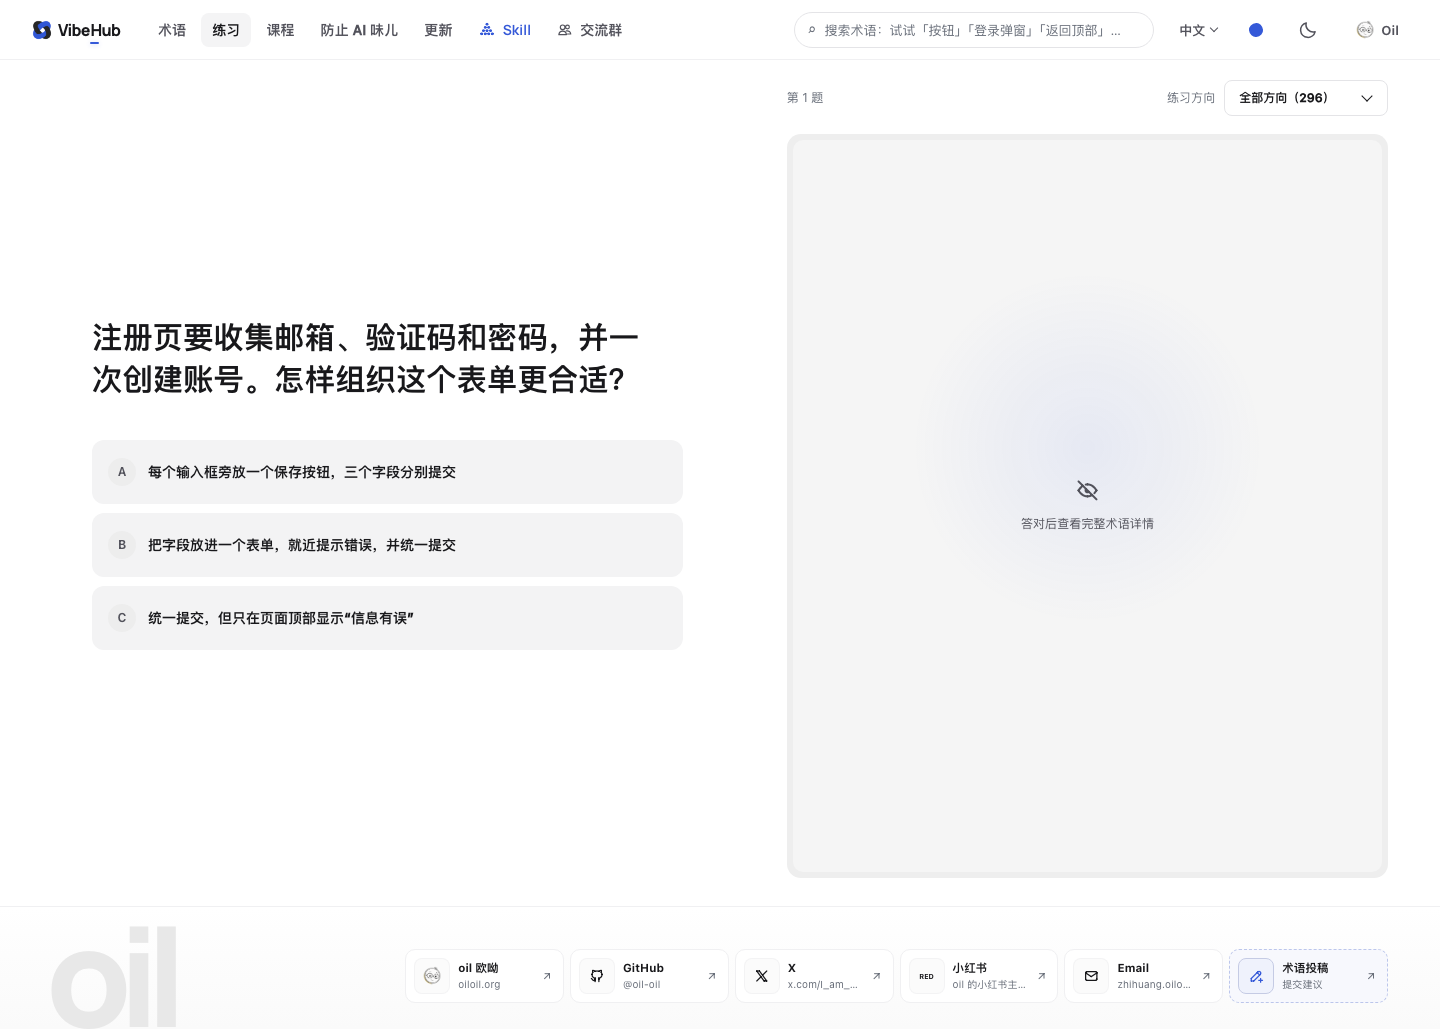 VibeHub
术语
练习
课程
防止 AI 味儿
更新
Skill
交流群
搜索术语：试试「按钮」「登录弹窗」「返回顶部」...
中文
Oil
第 1 题
练习方向
全部方向（296）
注册页要收集邮箱、验证码和密码，并一
次创建账号。怎样组织这个表单更合适？
A
每个输入框旁放一个保存按钮，三个字段分别提交
B
把字段放进一个表单，就近提示错误，并统一提交
C
统一提交，但只在页面顶部显示“信息有误”
答对后查看完整术语详情
oil
oil 欧呦
oiloil.org
GitHub
@oil-oil
X
x.com/I_am_...
RED
小红书
oil 的小红书主...
Email
zhihuang.oilo...
术语投稿
提交建议